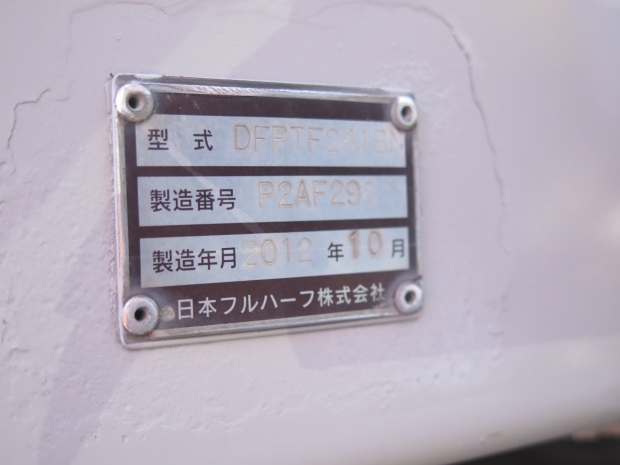 型 式
製造番号
製造年月 2012 年 10 月
日本フルハーフ株式会社